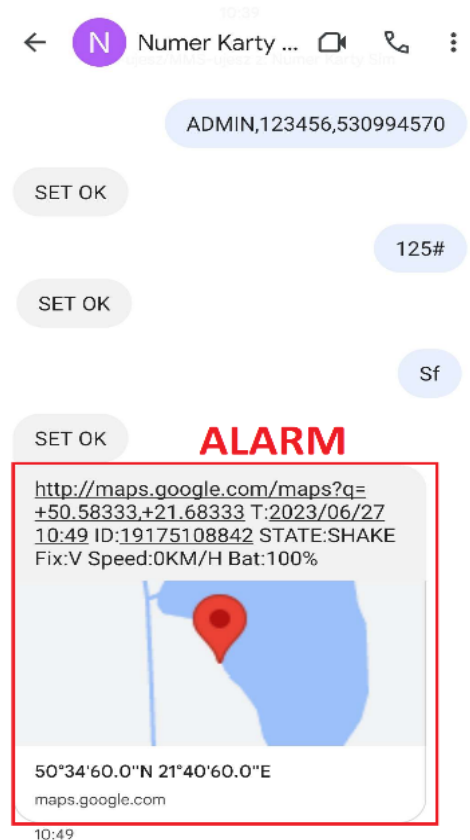 10:39
N Numer Karty ...
ADMIN,123456,530994570
SET OK
125#
SET OK
Sf
SET OK
ALARM
http://maps.google.com/maps?q=
+50.58333,+21.68333 T:2023/06/27
10:49 ID:19175108842 STATE:SHAKE
Fix:V Speed:0KM/H Bat:100%
50°34'60.0"N 21°40'60.0"E
maps.google.com
10:49